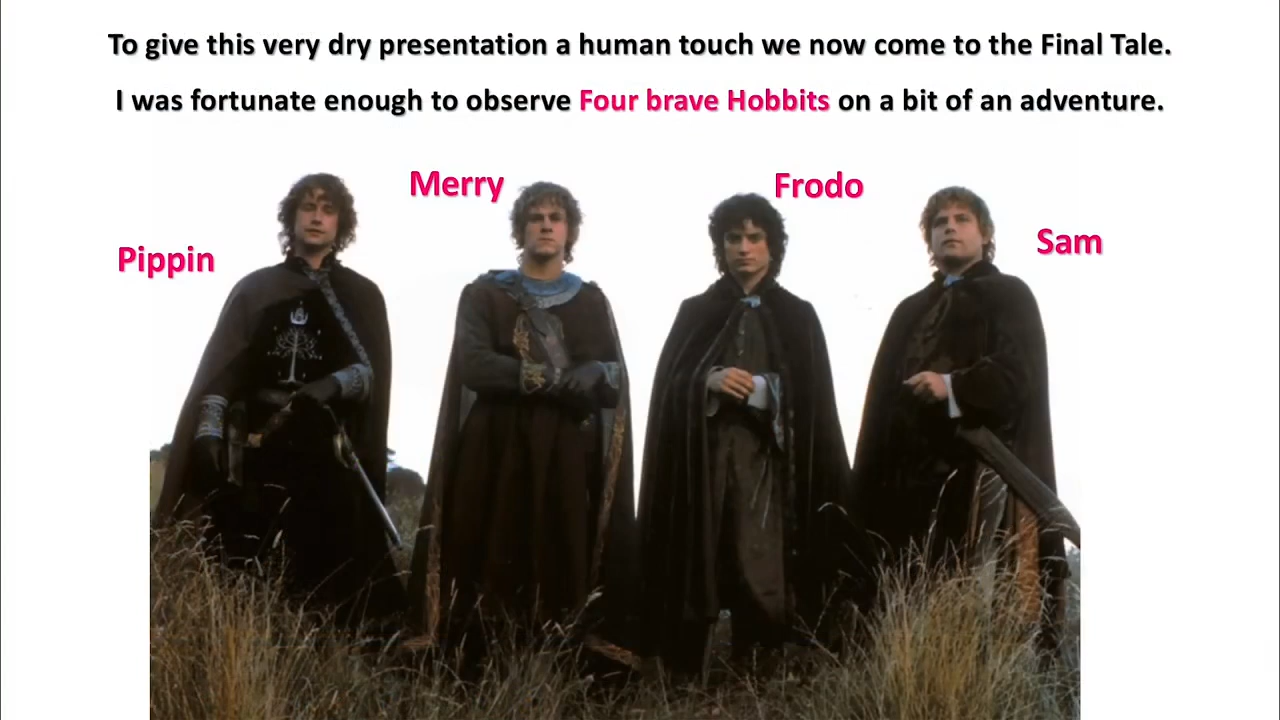 To give this very dry presentation a human touch we now come to the Final Tale.
I was fortunate enough to observe Four brave Hobbits on a bit of an adventure.
Merry
Frodo
Pippin
Sam